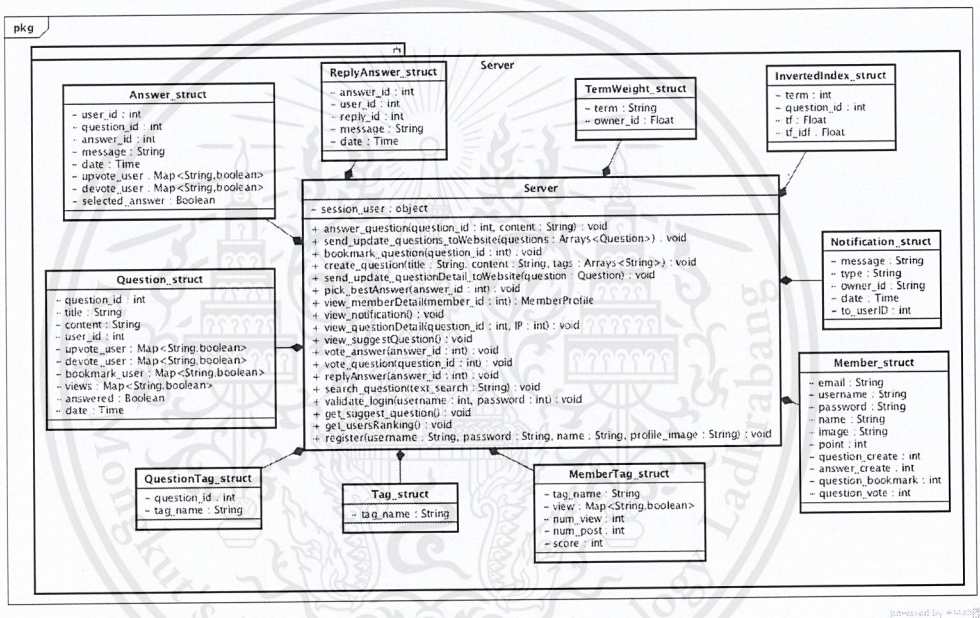 pkg
Server
Answer_struct
- user_id : int
- question_id : int
- answer_id : int
- message : String
- date : Time
- upvote_user : Map<String,boolean>
- devote_user : Map<String,boolean>
- selected_answer : Boolean
ReplyAnswer_struct
- answer_id : int
- user_id : int
- reply_id : int
- message : String
- date : Time
TermWeight_struct
- term : String
- owner_id : Float
InvertedIndex_struct
- term : int
- question_id : int
- tf : Float
- tf_idf : Float
Server
- session_user : object
+ answer_question(question_id : int, content : String) : void
+ send_update_questions_toWebsite(questions : Arrays<Question>) : void
+ bookmark_question(question_id : int) : void
+ create_question(title : String, content : String, tags : Arrays<String>) : void
+ send_update_questionDetail_toWebsite(question : Question) : void
+ pick_bestAnswer(answer_id : int) : void
+ view_memberDetail(member_id : int) : MemberProfile
+ view_notification() : void
+ view_questionDetail(question_id : int, IP : int) : void
+ view_suggestQuestion() : void
+ vote_answer(answer_id : int) : void
+ vote_question(question_id : int) : void
+ replyAnswer(answer_id : int) : void
+ search_question(text_search : String) : void
+ validate_login(username : int, password : int) : void
+ get_suggest_question() : void
+ get_usersRanking() : void
+ register(username : String, password : String, name : String, profile_image : String) : void
Question_struct
- question_id : int
- title : String
- content : String
- user_id : int
- upvote_user : Map<String,boolean>
- devote_user : Map<String,boolean>
- bookmark_user : Map<String,boolean>
- views : Map<String,boolean>
- answered : Boolean
- date : Time
Notification_struct
- message : String
- type : String
- owner_id : String
- date : Time
- to_userID : int
Member_struct
- email : String
- username : String
- password : String
- name : String
- image : String
- point : int
- question_create : int
- answer_create : int
- question_bookmark : int
- question_vote : int
QuestionTag_struct
- question_id : int
- tag_name : String
Tag_struct
- tag_name : String
MemberTag_struct
- tag_name : String
- view : Map<String,boolean>
- num_view : int
- num_post : int
- score : int
powered by Astah